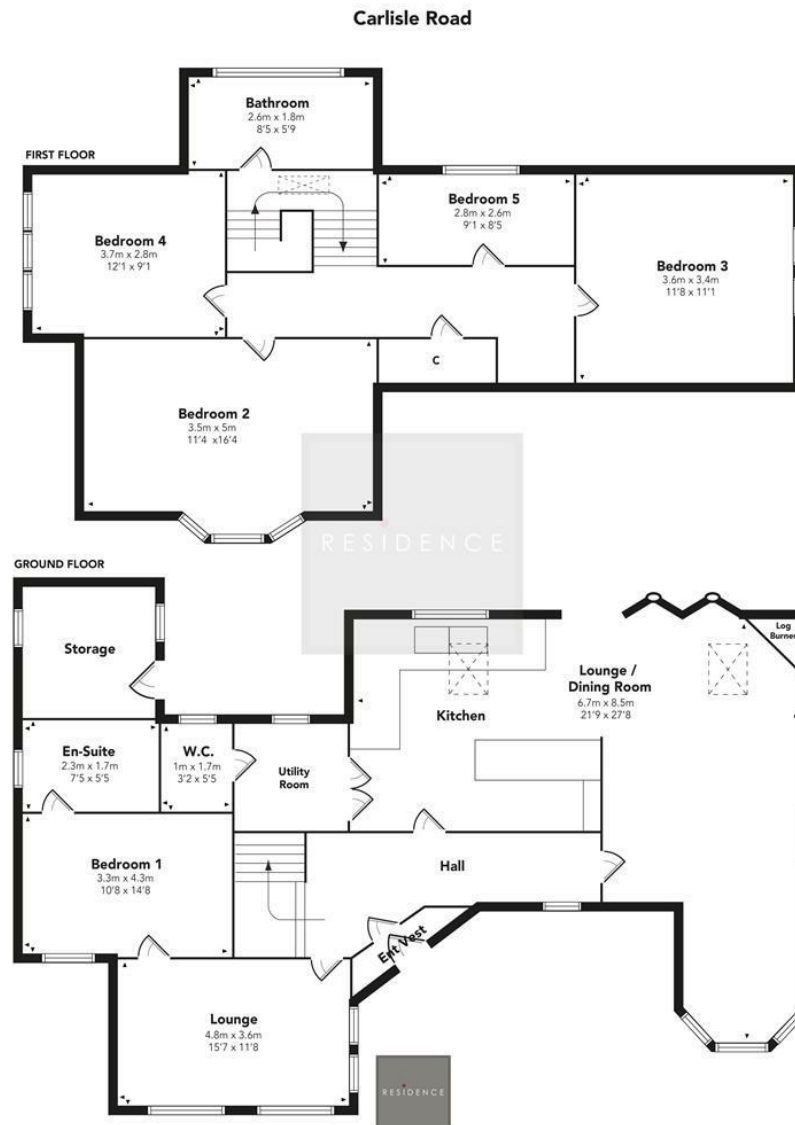 Carlisle Road
Bathroom
2.6m x 1.8m
8'5 x 5'9
FIRST FLOOR
Bedroom 5
2.8m x 2.6m
9'1 x 8'5
Bedroom 4
3.7m x 2.8m
12'1 x 9'1
Bedroom 3
3.6m x 3.4m
11'8 x 11'1
C
Bedroom 2
3.5m x 5m
11'4 x16'4
RESIDENCE
GROUND FLOOR
Storage
Log
Burner
Lounge /
Dining Room
6.7m x 8.5m
21'9 x 27'8
Kitchen
En-Suite
2.3m x 1.7m
7'5 x 5'5
W.C.
1m x 1.7m
3'2 x 5'5
Utility
Room
Bedroom 1
3.3m x 4.3m
10'8 x 14'8
Hall
Ent Vest
Lounge
4.8m x 3.6m
15'7 x 11'8
RESIDENCE